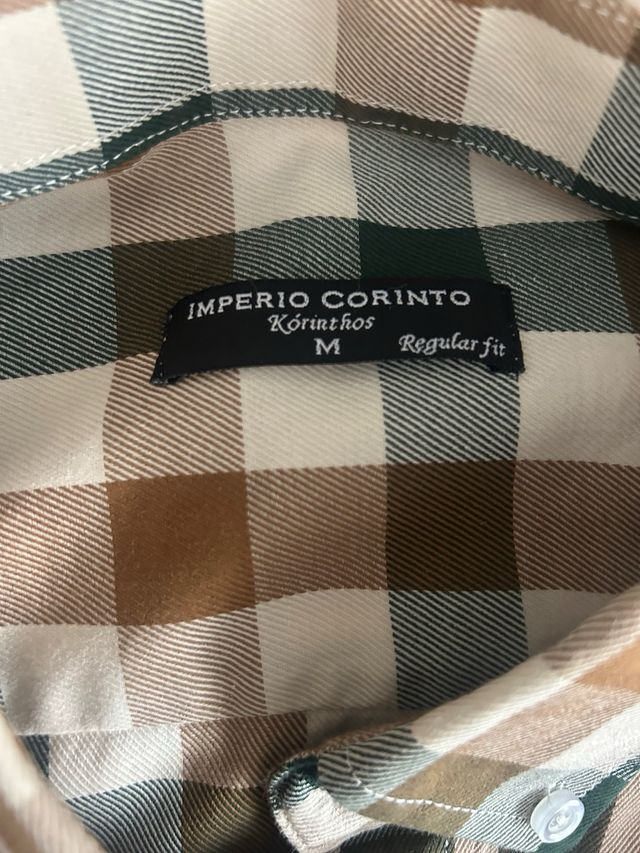 IMPERIO CORINTO
Kórinthos
M
Regular fit